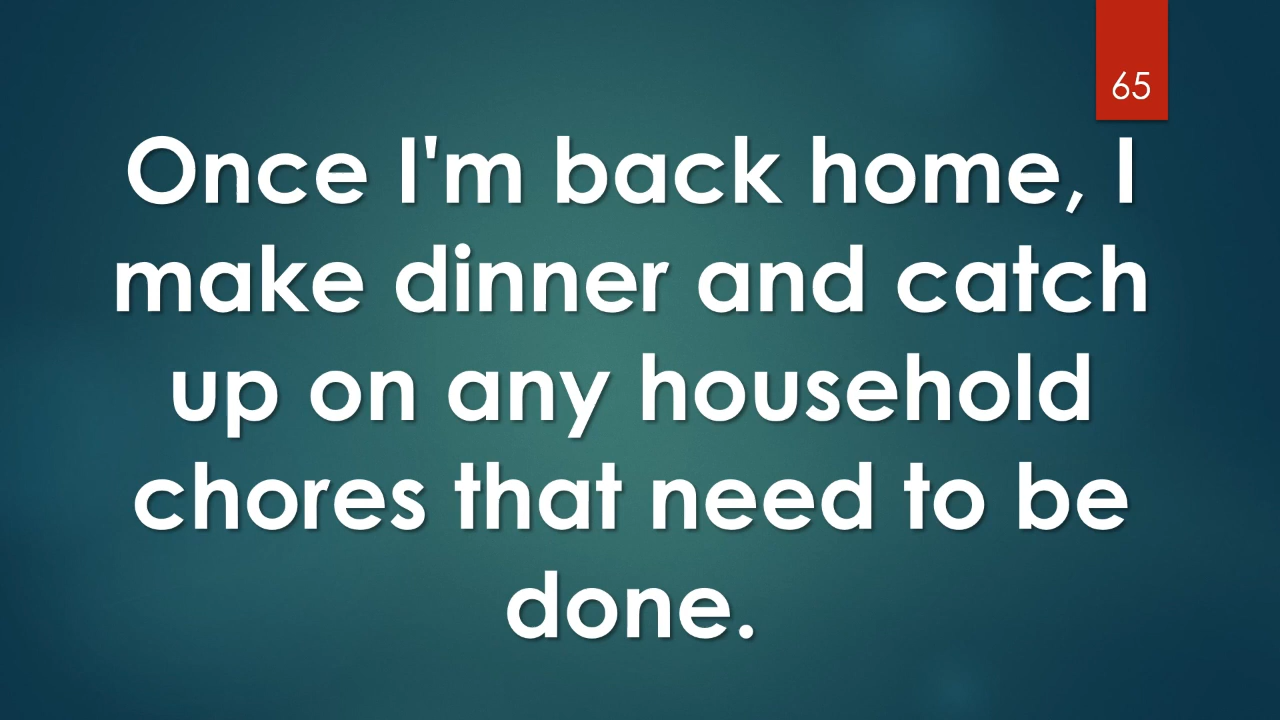 65
Once I'm back home, I
make dinner and catch
up on any household
chores that need to be
done.